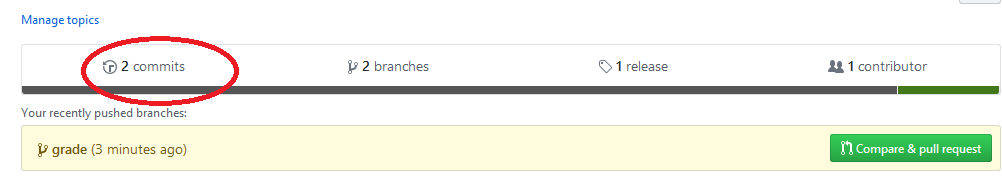 Manage topics
2 commits 2 branches 1 release 1 contributor
Your recently pushed branches:
grade (3 minutes ago) Compare & pull request